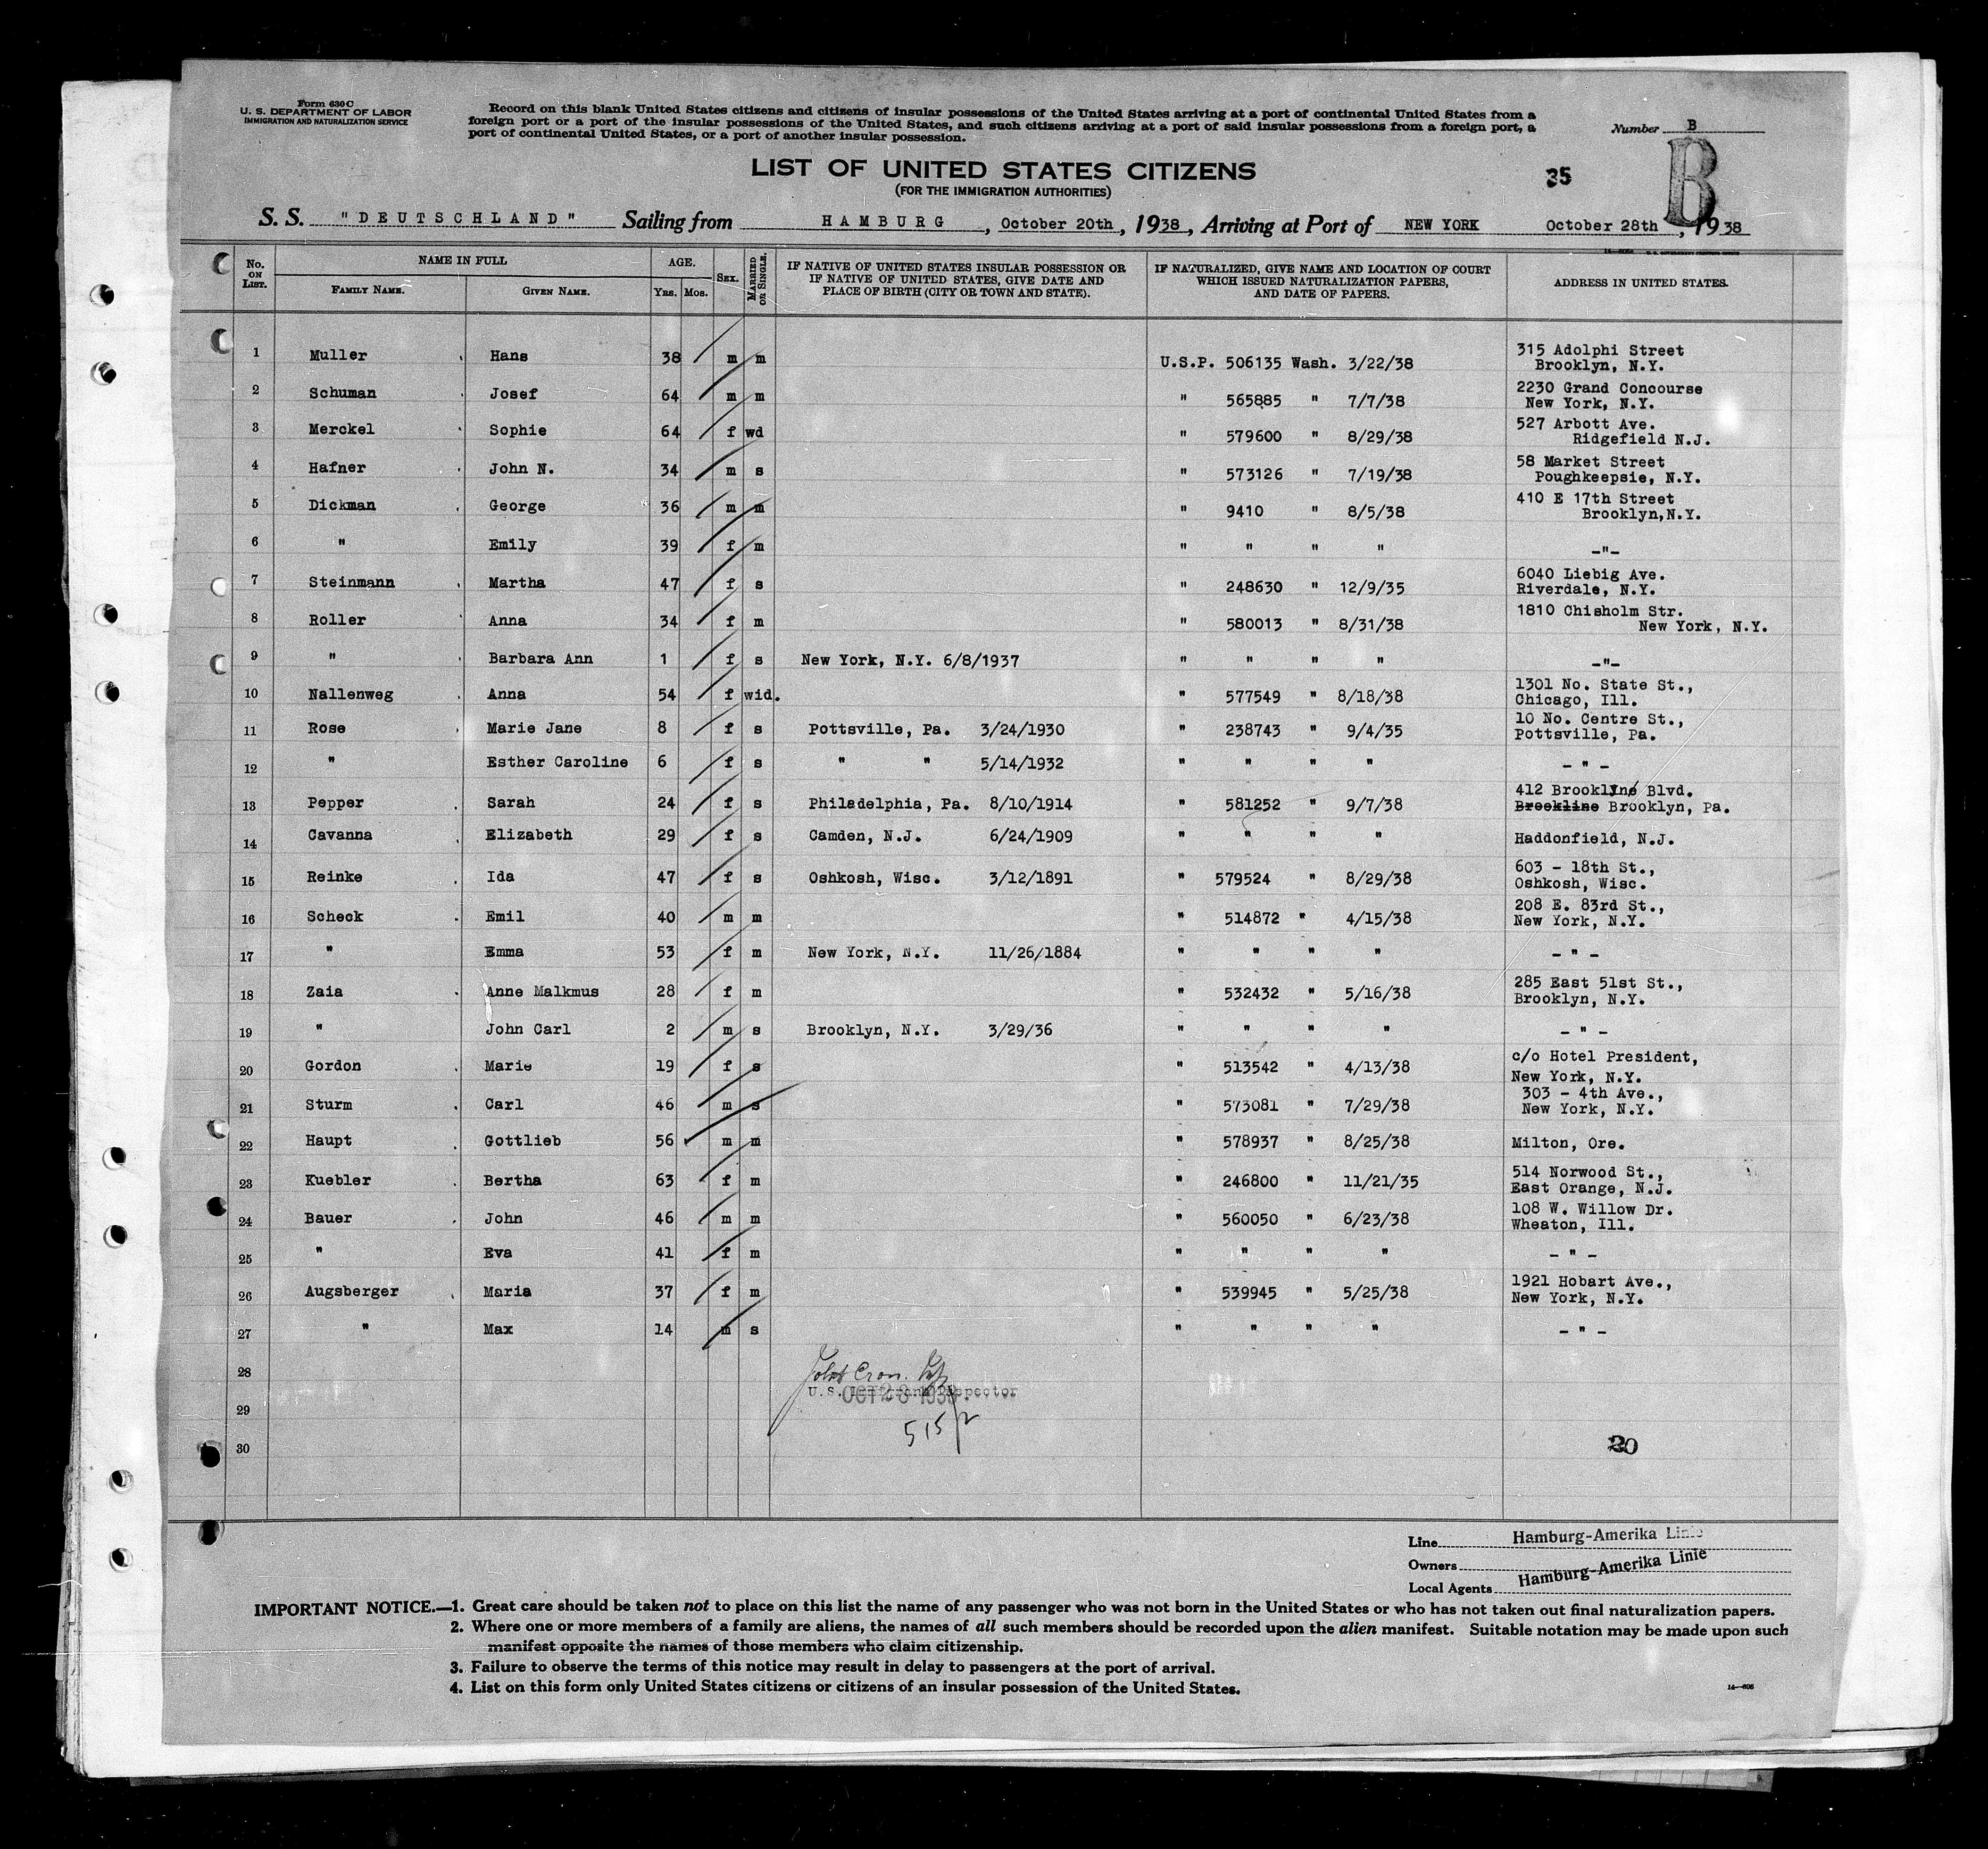 Form 630 C
U. S. DEPARTMENT OF LABOR
IMMIGRATION AND NATURALIZATION SERVICE
Record on this blank United States citizens and citizens of insular possessions of the United States arriving at a port of continental United States from a
foreign port or a port of the insular possessions of the United States, and such citizens arriving at a port of said insular possessions from a foreign port, a
port of continental United States, or a port of another insular possession.
Number B
B
LIST OF UNITED STATES CITIZENS
35
(FOR THE IMMIGRATION AUTHORITIES)
S. S. "DEUTSCHLAND" Sailing from HAMBURG, October 20th, 1938, Arriving at Port of NEW YORK October 28th, 1938
No. ON LIST. NAME IN FULL FAMILY NAME. GIVEN NAME. AGE. YRS. MOS. SEX. MARRIED OR SINGLE. IF NATIVE OF UNITED STATES INSULAR POSSESSION OR IF NATIVE OF UNITED STATES, GIVE DATE AND PLACE OF BIRTH (CITY OR TOWN AND STATE). IF NATURALIZED, GIVE NAME AND LOCATION OF COURT WHICH ISSUED NATURALIZATION PAPERS, AND DATE OF PAPERS. ADDRESS IN UNITED STATES.
1 Muller Hans 38 m m U.S.P. 506135 Wash. 3/22/38 315 Adolphi Street
Brooklyn, N.Y.
2 Schuman Josef 64 m m " 565885 " 7/7/38 2230 Grand Concourse
New York, N.Y.
3 Merckel Sophie 64 f wd " 579600 " 8/29/38 527 Arbott Ave.
Ridgefield N.J.
4 Hafner John N. 34 m s " 573126 " 7/19/38 58 Market Street
Poughkeepsie, N.Y.
5 Dickman George 36 m m " 9410 " 8/5/38 410 E 17th Street
Brooklyn,N.Y.
6 " Emily 39 f m " " " " -"-
7 Steinmann Martha 47 f s " 248630 " 12/9/35 6040 Liebig Ave.
Riverdale, N.Y.
8 Roller Anna 34 f m " 580013 " 8/31/38 1810 Chisholm Str.
New York, N.Y.
9 " Barbara Ann 1 f s New York, N.Y. 6/8/1937 " " " " -"-
10 Nallenweg Anna 54 f wid. " 577549 " 8/18/38 1301 No. State St.,
Chicago, Ill.
11 Rose Marie Jane 8 f s Pottsville, Pa. 3/24/1930 " 238743 " 9/4/35 10 No. Centre St.,
Pottsville, Pa.
12 " Esther Caroline 6 f s " " 5/14/1932 " " " " - " -
13 Pepper Sarah 24 f s Philadelphia, Pa. 8/10/1914 " 581252 " 9/7/38 412 Brooklyne Blvd.
Brookline Brooklyn, Pa.
14 Cavanna Elizabeth 29 f s Camden, N.J. 6/24/1909 " " " " Haddonfield, N.J.
15 Reinke Ida 47 f s Oshkosh, Wisc. 3/12/1891 " 579524 " 8/29/38 603 - 18th St.,
Oshkosh, Wisc.
16 Scheck Emil 40 m m " 514872 " 4/15/38 208 E. 83rd St.,
New York, N.Y.
17 " Emma 53 f m New York, N.Y. 11/26/1884 " " " " - " -
18 Zaia Anne Malkmus 28 f m " 532432 " 5/16/38 285 East 51st St.,
Brooklyn, N.Y.
19 " John Carl 2 m s Brooklyn, N.Y. 3/29/36 " " " " - " -
20 Gordon Marie 19 f s " 513542 " 4/13/38 c/o Hotel President,
New York, N.Y.
21 Sturm Carl 46 m s " 573081 " 7/29/38 303 - 4th Ave.,
New York, N.Y.
22 Haupt Gottlieb 56 m m " 578937 " 8/25/38 Milton, Ore.
23 Kuebler Bertha 63 f m " 246800 " 11/21/35 514 Norwood St.,
East Orange, N.J.
24 Bauer John 46 m m " 560050 " 6/23/38 108 W. Willow Dr.
Wheaton, Ill.
25 " Eva 41 f m " " " " - " -
26 Augsberger Maria 37 f m " 539945 " 5/25/38 1921 Hobart Ave.,
New York, N.Y.
27 " Max 14 m s " " " " - " -
28
U.S. Inspector
OCT 28 1938
29
515/2
30
20
Line Hamburg-Amerika Linie
Owners
Local Agents Hamburg-Amerika Linie
IMPORTANT NOTICE.—1. Great care should be taken not to place on this list the name of any passenger who was not born in the United States or who has not taken out final naturalization papers.
2. Where one or more members of a family are aliens, the names of all such members should be recorded upon the alien manifest. Suitable notation may be made upon such
manifest opposite the names of those members who claim citizenship.
3. Failure to observe the terms of this notice may result in delay to passengers at the port of arrival.
4. List on this form only United States citizens or citizens of an insular possession of the United States.